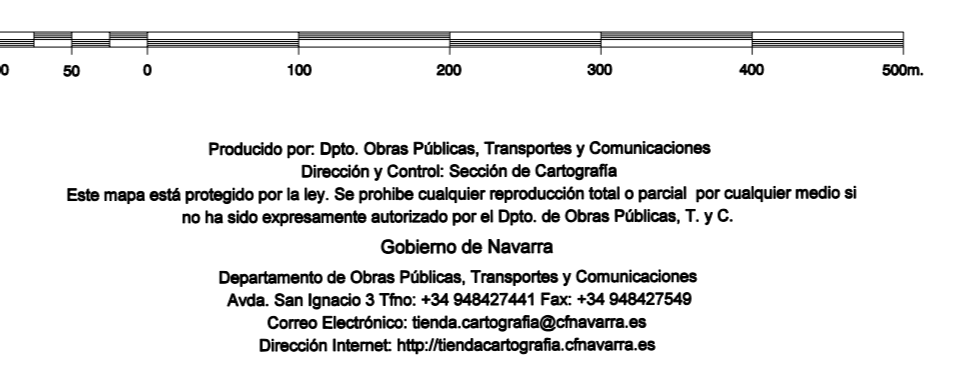 50 0 100 200 300 400 500m.
Producido por: Dpto. Obras Públicas, Transportes y Comunicaciones
Dirección y Control: Sección de Cartografía
Este mapa está protegido por la ley. Se prohibe cualquier reproducción total o parcial por cualquier medio si
no ha sido expresamente autorizado por el Dpto. de Obras Públicas, T. y C.
Gobierno de Navarra
Departamento de Obras Públicas, Transportes y Comunicaciones
Avda. San Ignacio 3 Tfno: +34 948427441 Fax: +34 948427549
Correo Electrónico: tienda.cartografia@cfnavarra.es
Dirección Internet: http://tiendacartografia.cfnavarra.es